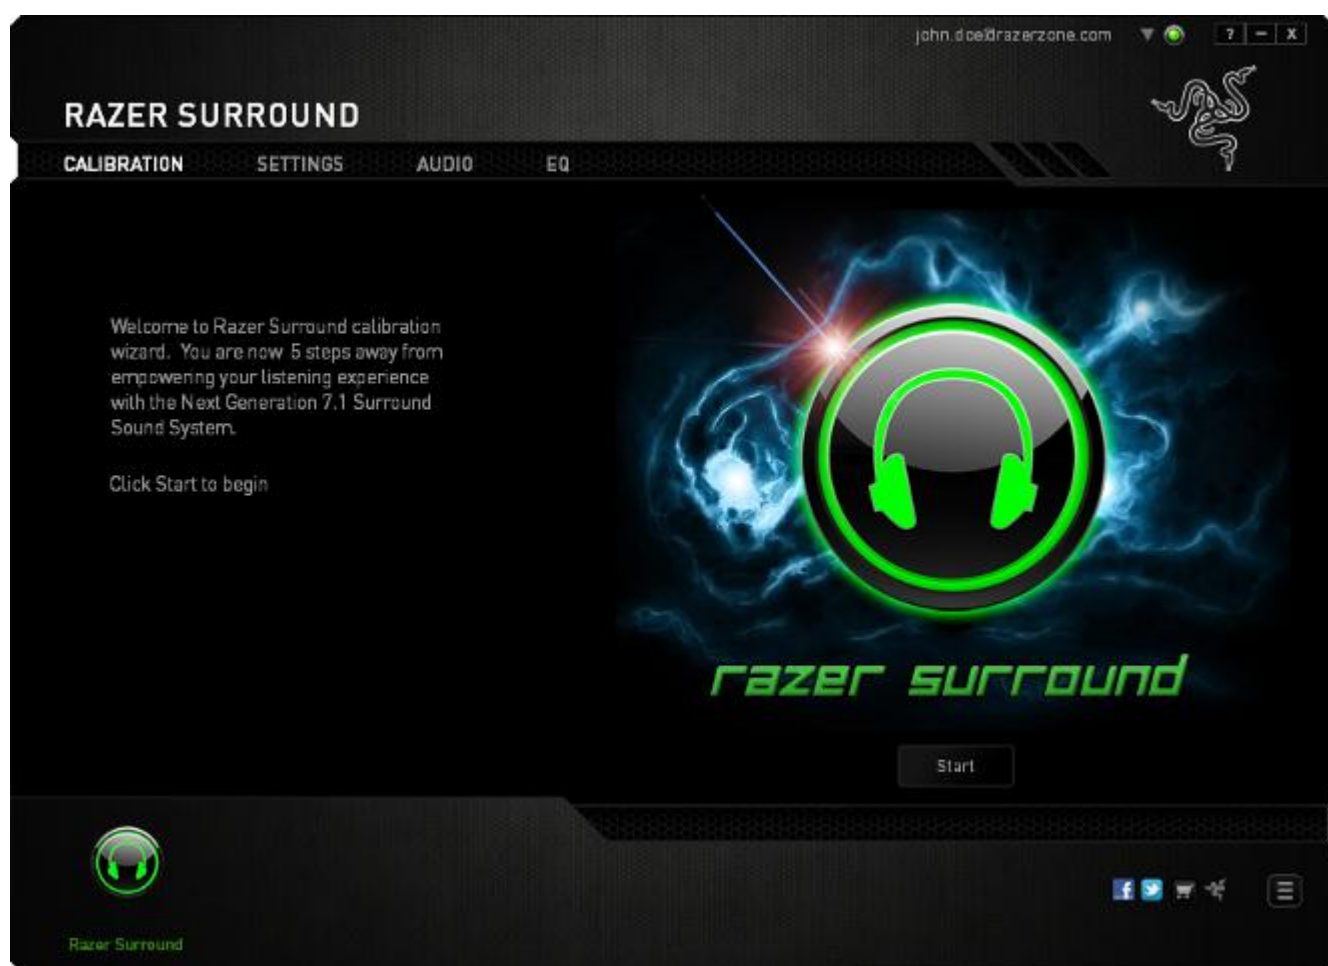 john.doe@razerzone.com
? – X
RAZER SURROUND
CALIBRATION SETTINGS AUDIO EQ
Welcome to Razer Surround calibration
wizard. You are now 5 steps away from
empowering your listening experience
with the Next Generation 7.1 Surround
Sound System.
Click Start to begin
razer surround
Start
Razer Surround